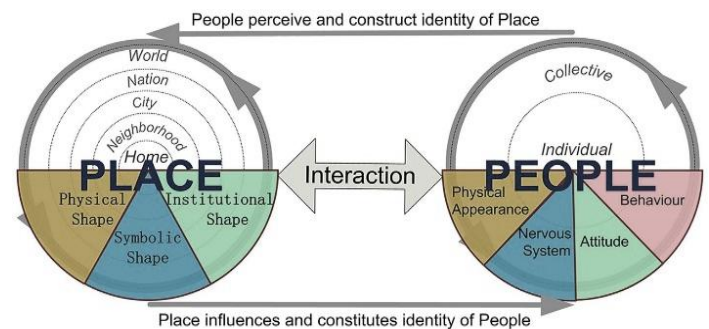 People perceive and construct identity of Place
World
Nation
City
Neighborhood
Home
PLACE
Physical
Shape
Symbolic
Shape
Institutional
Shape
Interaction
Collective
Individual
PEOPLE
Physical
Appearance
Nervous
System
Attitude
Behaviour
Place influences and constitutes identity of People